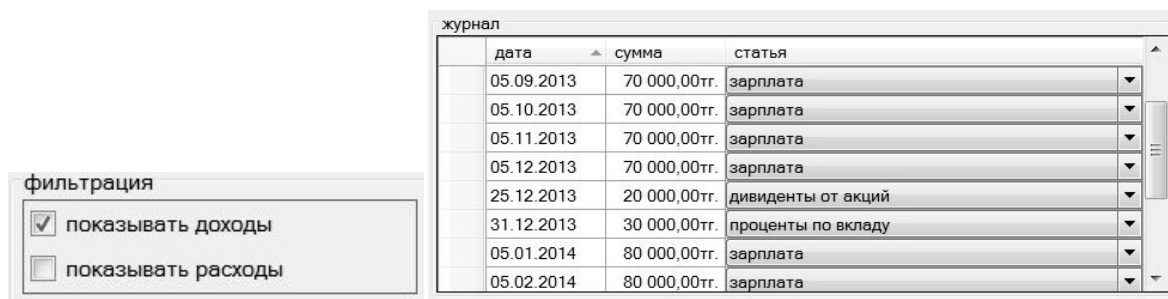 фильтрация
показывать доходы
показывать расходы
журнал
дата сумма статья
05.09.2013 70 000,00тг. зарплата
05.10.2013 70 000,00тг. зарплата
05.11.2013 70 000,00тг. зарплата
05.12.2013 70 000,00тг. зарплата
25.12.2013 20 000,00тг. дивиденты от акций
31.12.2013 30 000,00тг. проценты по вкладу
05.01.2014 80 000,00тг. зарплата
05.02.2014 80 000,00тг. зарплата